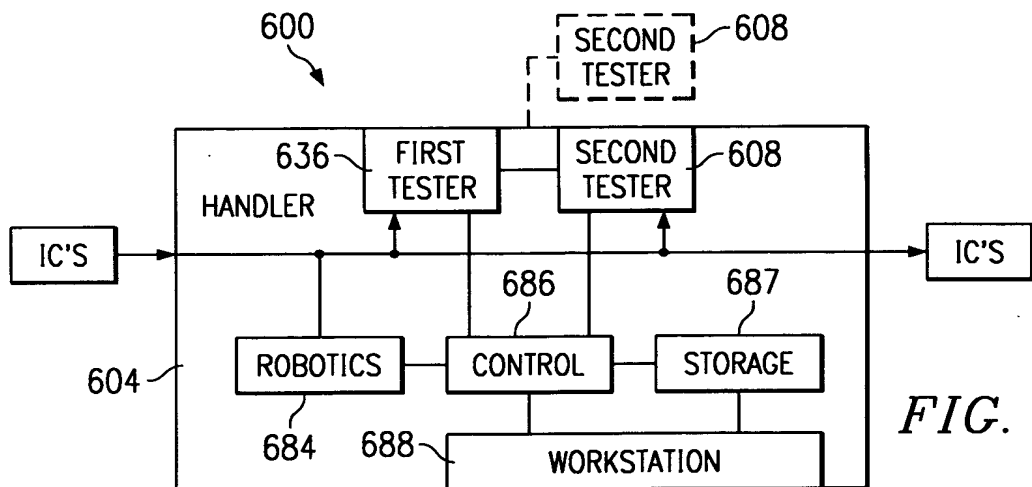 600
SECOND
TESTER
608
636
FIRST
TESTER
SECOND
TESTER
608
HANDLER
IC'S
IC'S
686
687
ROBOTICS
CONTROL
STORAGE
604
684
688
WORKSTATION
FIG.